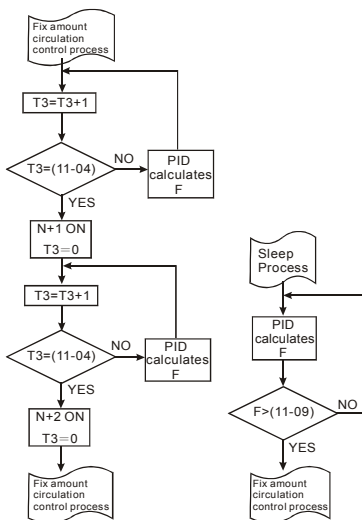 Fix amount
circulation
control process
T3=T3+1
T3=(11-04)
NO
PID
calculates
F
YES
N+1 ON
T3=0
T3=T3+1
T3=(11-04)
NO
PID
calculates
F
YES
N+2 ON
T3=0
Fix amount
circulation
control process
Sleep
Process
PID
calculates
F
F>(11-09)
NO
YES
Fix amount
circulation
control process